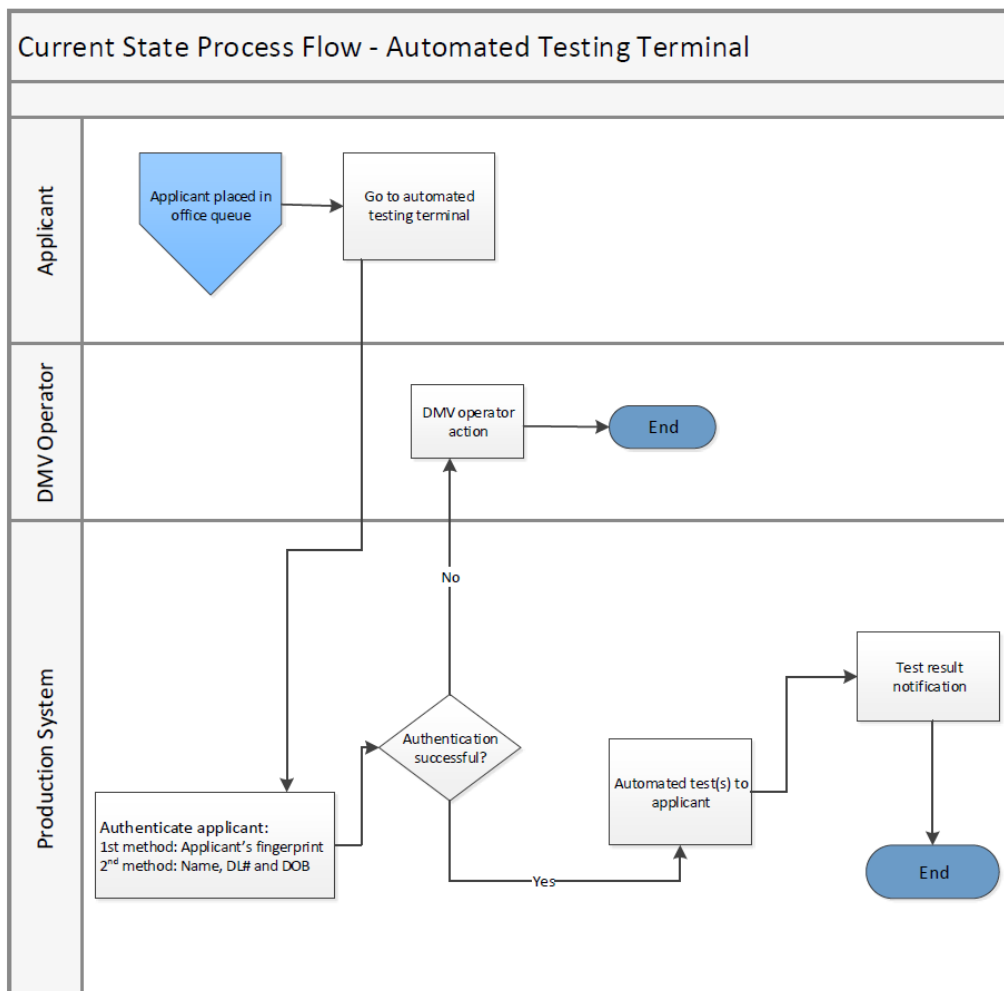 Current State Process Flow - Automated Testing Terminal
Applicant
Applicant placed in
office queue
Go to automated
testing terminal
DMV Operator
DMV operator
action
End
Production System
No
Authentication
successful?
Authenticate applicant:
1st method: Applicant's fingerprint
2nd method: Name, DL# and DOB
Yes
Automated test(s) to
applicant
Test result
notification
End